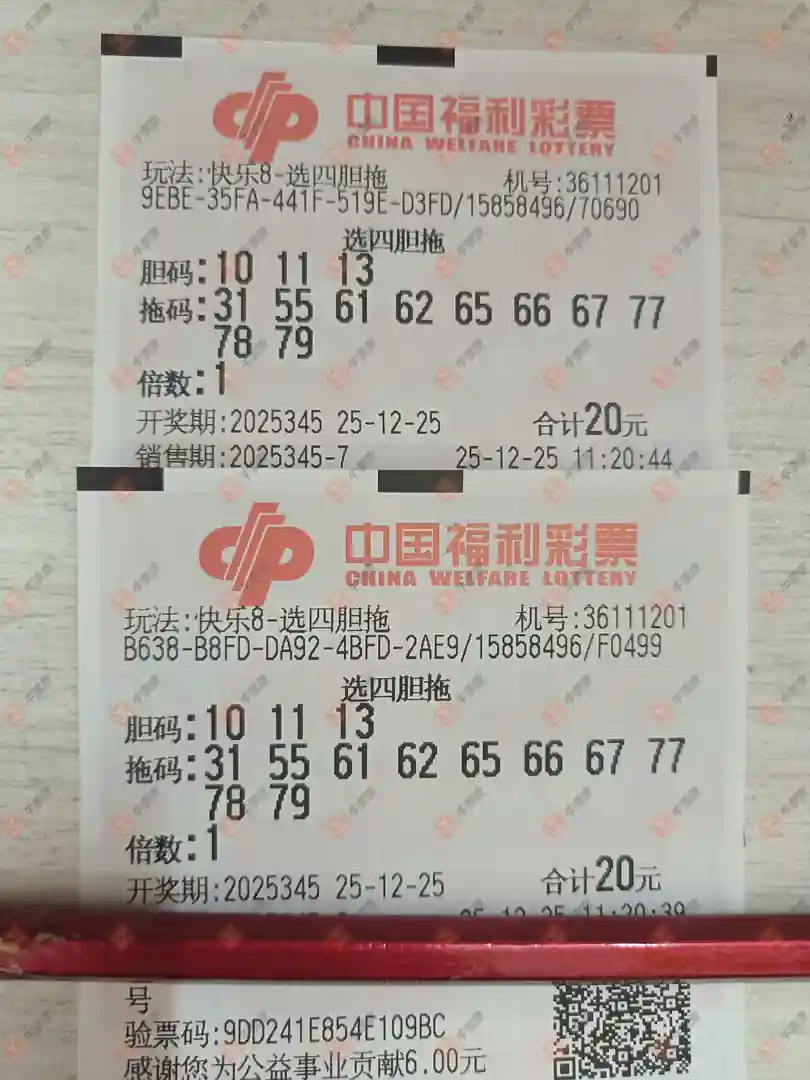 中国福利彩票
CHINA WELFARE LOTTERY
玩法:快乐8-选四胆拖 机号:36111201
9EBE-35FA-441F-519E-D3FD/15858496/70690
选四胆拖
胆码:10 11 13
拖码:31 55 61 62 65 66 67 77
78 79
倍数:1
开奖期:2025345 25-12-25 合计20元
销售期:2025345-7 25-12-25 11:20:44
中国福利彩票
CHINA WELFARE LOTTERY
玩法:快乐8-选四胆拖 机号:36111201
B638-B8FD-DA92-4BFD-2AE9/15858496/F0499
选四胆拖
胆码:10 11 13
拖码:31 55 61 62 65 66 67 77
78 79
倍数:1
开奖期:2025345 25-12-25 合计20元
25-12-25 11:20:39
号
验票码:9DD241E854E109BC
感谢您为公益事业贡献6.00元